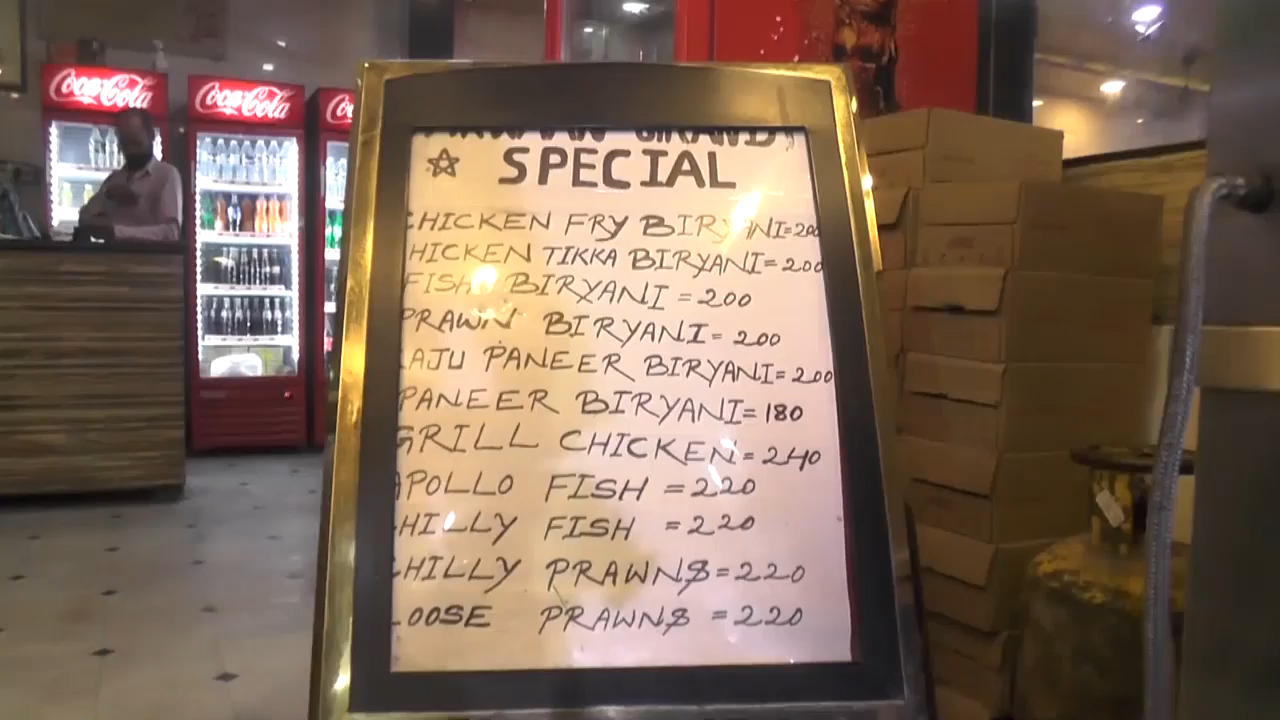 Coca-Cola
Coca-Cola
GRAND
SPECIAL
CHICKEN FRY BIRYANI=200
CHICKEN TIKKA BIRYANI=200
FISH BIRYANI =200
PRAWN BIRYANI=200
KAJU PANEER BIRYANI=200
PANEER BIRYANI=180
GRILL CHICKEN=240
APOLLO FISH =220
CHILLY FISH =220
CHILLY PRAWNS=220
LOOSE PRAWNS =220